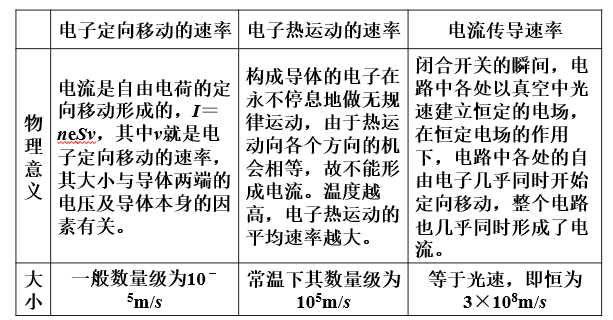 电子定向移动的速率 电子热运动的速率 电流传导速率
物理意义
电流是自由电荷的定
向移动形成的，I＝
neSv，其中v就是电
子定向移动的速率，
其大小与导体两端的
电压及导体本身的因
素有关。
构成导体的电子在
永不停息地做无规
律运动，由于热运
动向各个方向的机
会相等，故不能形
成电流。温度越
高，电子热运动的
平均速率越大。
闭合开关的瞬间，电
路中各处以真空中光
速建立恒定的电场，
在恒定电场的作用
下，电路中各处的自
由电子几乎同时开始
定向移动，整个电路
也几乎同时形成了电
流。
大小
一般数量级为10⁻
⁵m/s
常温下其数量级为
10⁵m/s
等于光速，即恒为
3×10⁸m/s